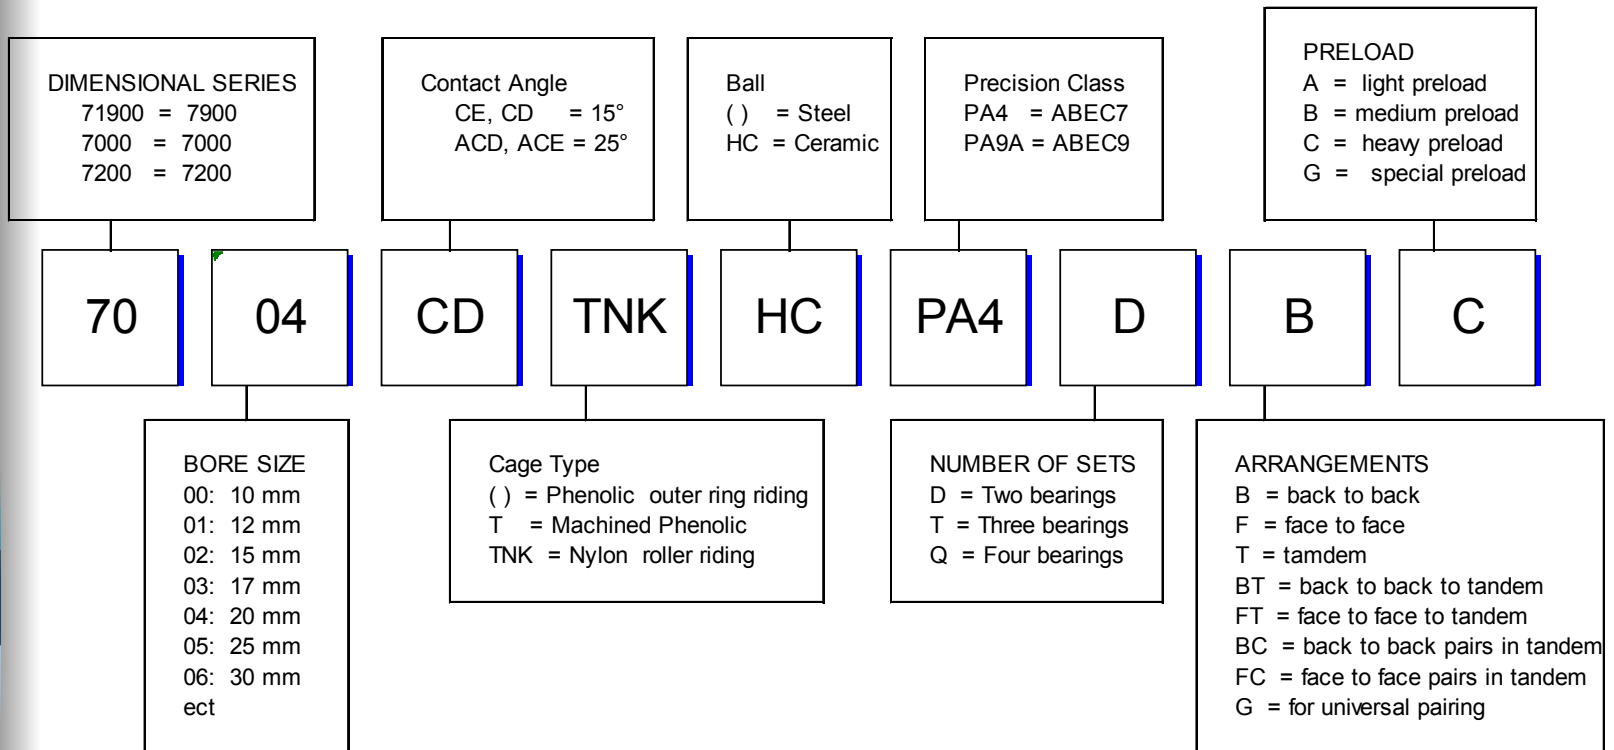 DIMENSIONAL SERIES
71900 = 7900
7000 = 7000
7200 = 7200
Contact Angle
CE, CD = 15°
ACD, ACE = 25°
Ball
( ) = Steel
HC = Ceramic
Precision Class
PA4 = ABEC7
PA9A = ABEC9
PRELOAD
A = light preload
B = medium preload
C = heavy preload
G = special preload
70 04 CD TNK HC PA4 D B C
BORE SIZE
00: 10 mm
01: 12 mm
02: 15 mm
03: 17 mm
04: 20 mm
05: 25 mm
06: 30 mm
ect
Cage Type
( ) = Phenolic outer ring riding
T = Machined Phenolic
TNK = Nylon roller riding
NUMBER OF SETS
D = Two bearings
T = Three bearings
Q = Four bearings
ARRANGEMENTS
B = back to back
F = face to face
T = tamdem
BT = back to back to tandem
FT = face to face to tandem
BC = back to back pairs in tandem
FC = face to face pairs in tandem
G = for universal pairing